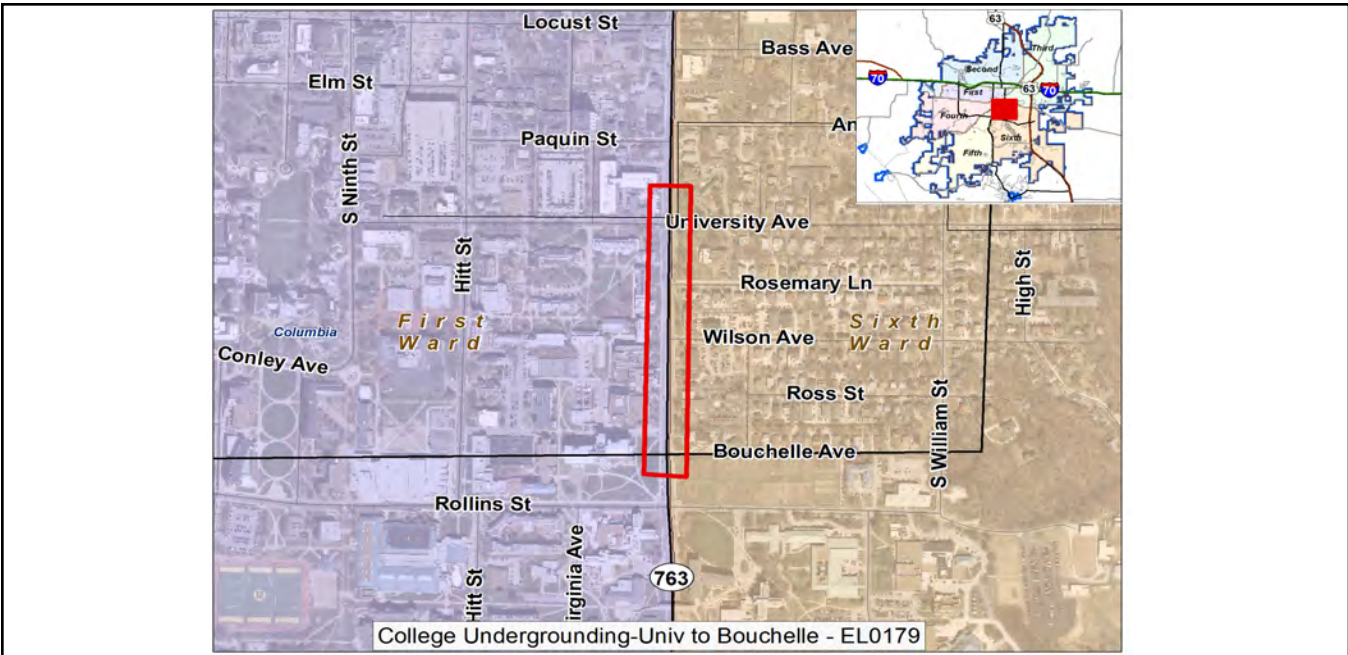 Locust St
Bass Ave
Elm St
Paquin St
An
S Ninth St
University Ave
Hitt St
Rosemary Ln
High St
Columbia
First
Ward
Wilson Ave
Sixth
Ward
Conley Ave
Ross St
S William St
Bouchelle Ave
Rollins St
Hitt St
irginia Ave
763
College Undergrounding-Univ to Bouchelle - EL0179
63
Third
Second
70
First
63
70
Fourth
Sixth
Fifth